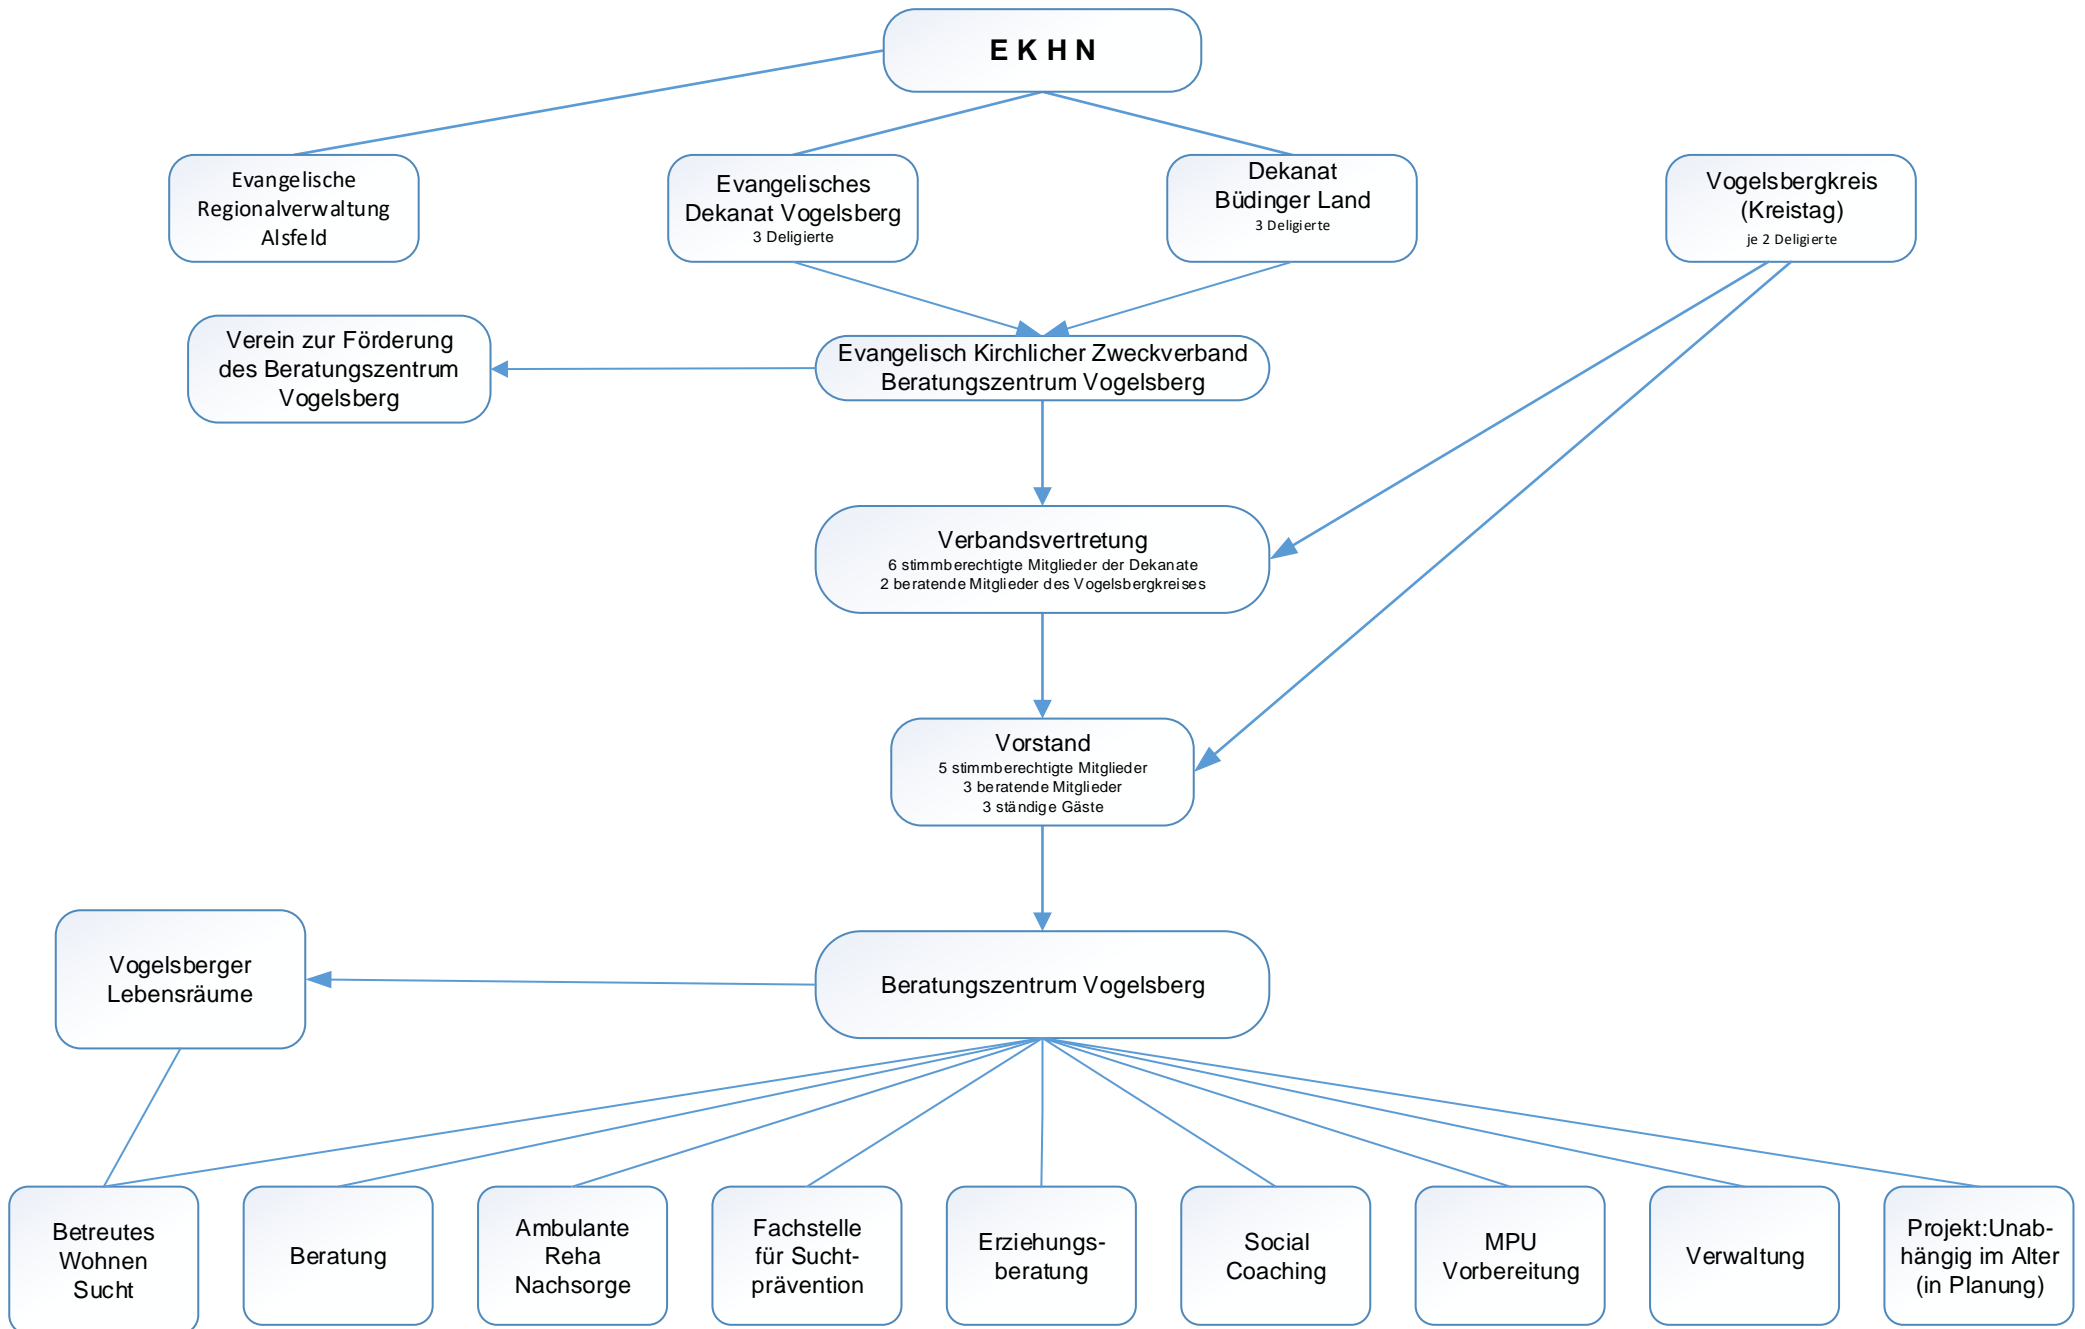 E K H N
Evangelische
Regionalverwaltung
Alsfeld
Evangelisches
Dekanat Vogelsberg
3 Deligierte
Dekanat
Büdinger Land
3 Deligierte
Vogelsbergkreis
(Kreistag)
je 2 Deligierte
Verein zur Förderung
des Beratungszentrum
Vogelsberg
Evangelisch Kirchlicher Zweckverband
Beratungszentrum Vogelsberg
Verbandsvertretung
6 stimmberechtigte Mitglieder der Dekanate
2 beratende Mitglieder des Vogelsbergkreises
Vorstand
5 stimmberechtigte Mitglieder
3 beratende Mitglieder
3 ständige Gäste
Vogelsberger
Lebensräume
Beratungszentrum Vogelsberg
Betreutes
Wohnen
Sucht
Beratung
Ambulante
Reha
Nachsorge
Fachstelle
für Sucht-
prävention
Erziehungs-
beratung
Social
Coaching
MPU
Vorbereitung
Verwaltung
Projekt:Unab-
hängig im Alter
(in Planung)